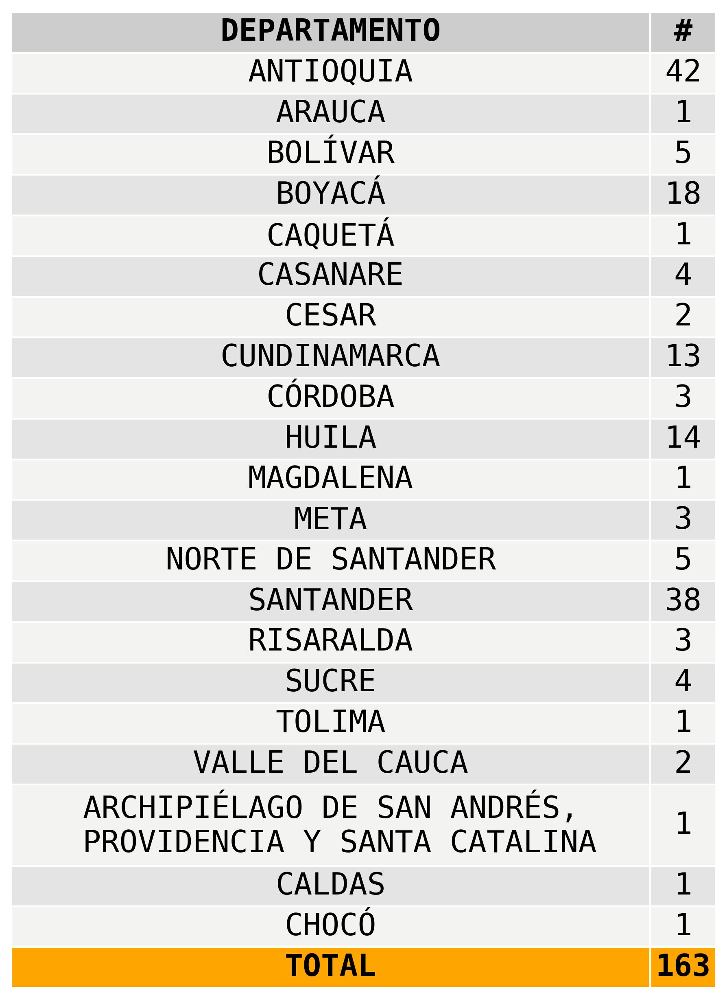 DEPARTAMENTO #
ANTIOQUIA 42
ARAUCA 1
BOLÍVAR 5
BOYACÁ 18
CAQUETÁ 1
CASANARE 4
CESAR 2
CUNDINAMARCA 13
CÓRDOBA 3
HUILA 14
MAGDALENA 1
META 3
NORTE DE SANTANDER 5
SANTANDER 38
RISARALDA 3
SUCRE 4
TOLIMA 1
VALLE DEL CAUCA 2
ARCHIPIÉLAGO DE SAN ANDRÉS,
PROVIDENCIA Y SANTA CATALINA 1
CALDAS 1
CHOCÓ 1
TOTAL 163